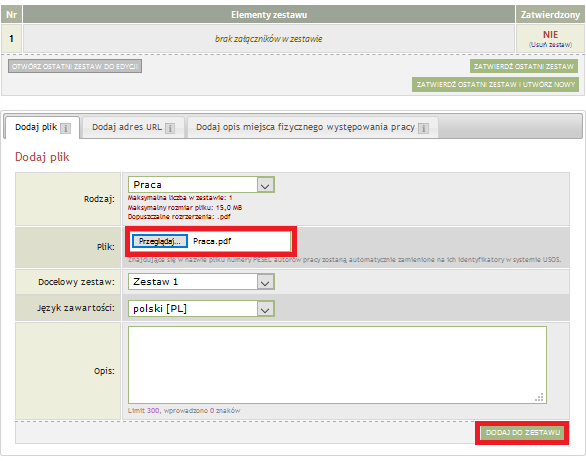 Nr Elementy zestawu Zatwierdzony
1 brak załączników w zestawie NIE
(Usuń zestaw)
OTWÓRZ OSTATNI ZESTAW DO EDYCJI ZATWIERDŹ OSTATNI ZESTAW
ZATWIERDŹ OSTATNI ZESTAW I UTWÓRZ NOWY
Dodaj plik i Dodaj adres URL i Dodaj opis miejsca fizycznego występowania pracy i
Dodaj plik
Rodzaj: Praca
Maksymalna liczba w zestawie: 1
Maksymalny rozmiar pliku: 15,0 MB
Dopuszczalne rozrzerzenia: .pdf
Plik: Przeglądaj... Praca.pdf
Znajdujące się w nazwie pliku numery PESEL autorów pracy zostaną automatycznie zamienione na ich identyfikatory w systemie USOS.
Docelowy zestaw: Zestaw 1
Język zawartości: polski [PL]
Opis:
Limit 300, wprowadzono 0 znaków
DODAJ DO ZESTAWU